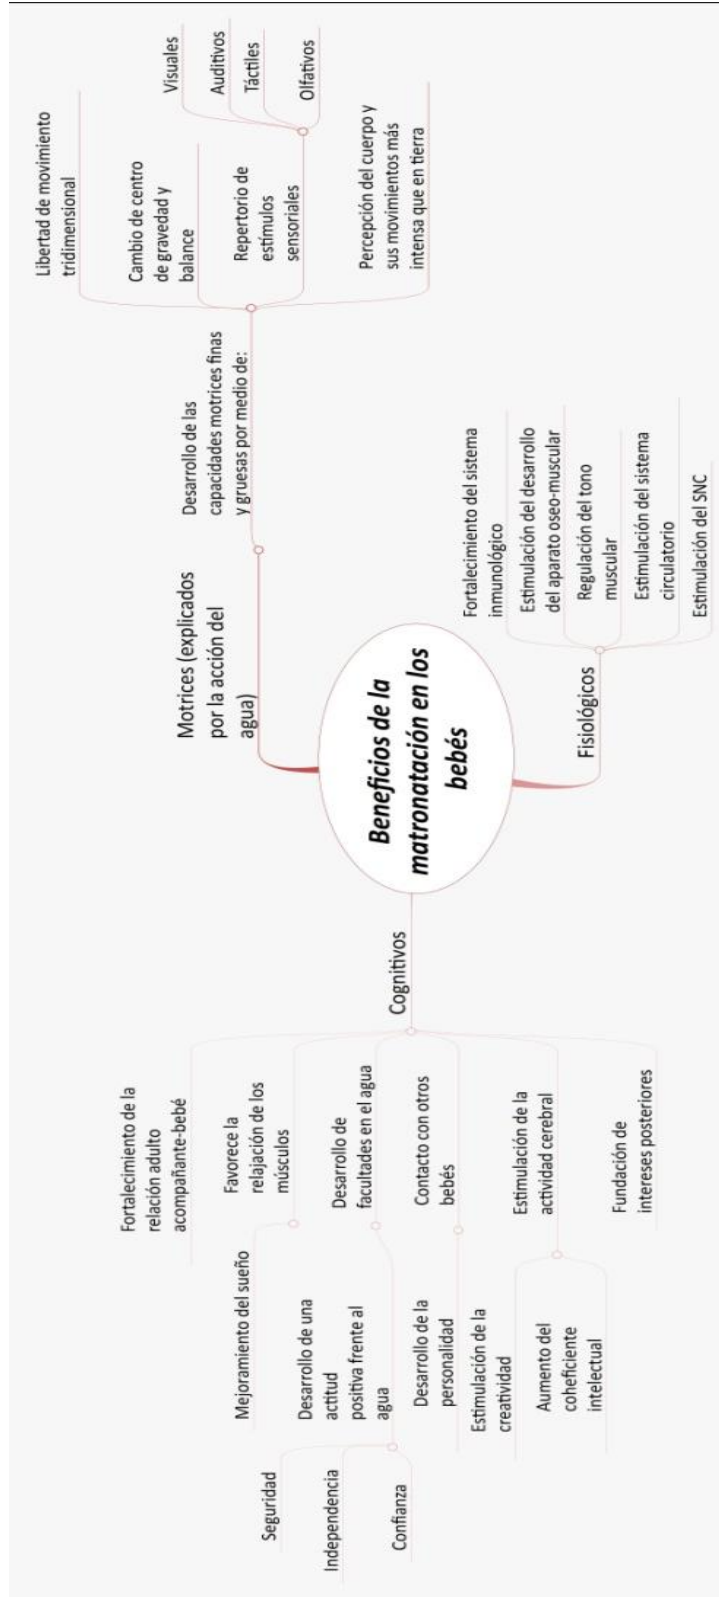 Beneficios de la
matronatación en los
bebés
Motrices (explicados
por la acción del
agua)
Desarrollo de las
capacidades motrices finas
y gruesas por medio de:
Libertad de movimiento
tridimensional
Cambio de centro
de gravedad y
balance
Repertorio de
estímulos
sensoriales
Visuales
Auditivos
Táctiles
Olfativos
Percepción del cuerpo y
sus movimientos más
intensa que en tierra
Fisiológicos
Fortalecimiento del sistema
inmunológico
Estimulación del desarrollo
del aparato oseo-muscular
Regulación del tono
muscular
Estimulación del sistema
circulatorio
Estimulación del SNC
Cognitivos
Fortalecimiento de la
relación adulto
acompañante-bebé
Favorece la
relajación de los
músculos
Mejoramiento del sueño
Desarrollo de
facultades en el agua
Desarrollo de una
actitud
positiva frente al
agua
Seguridad
Independencia
Confianza
Contacto con otros
bebés
Desarrollo de la
personalidad
Estimulación de la
actividad cerebral
Estimulación de la
creatividad
Aumento del
coheficiente
intelectual
Fundación de
intereses posteriores